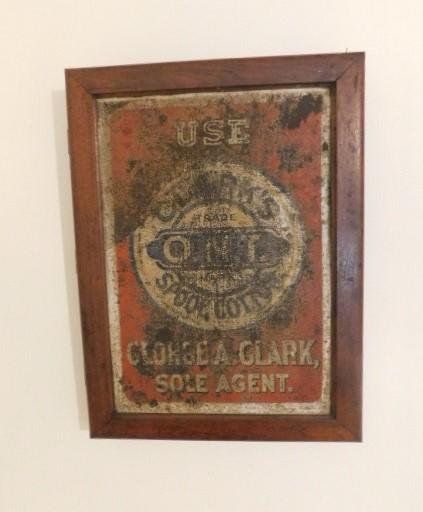 USE
CLARK'S
TRADE
O.N.T.
SPOOL COTTON
GEORGE A. CLARK,
SOLE AGENT.